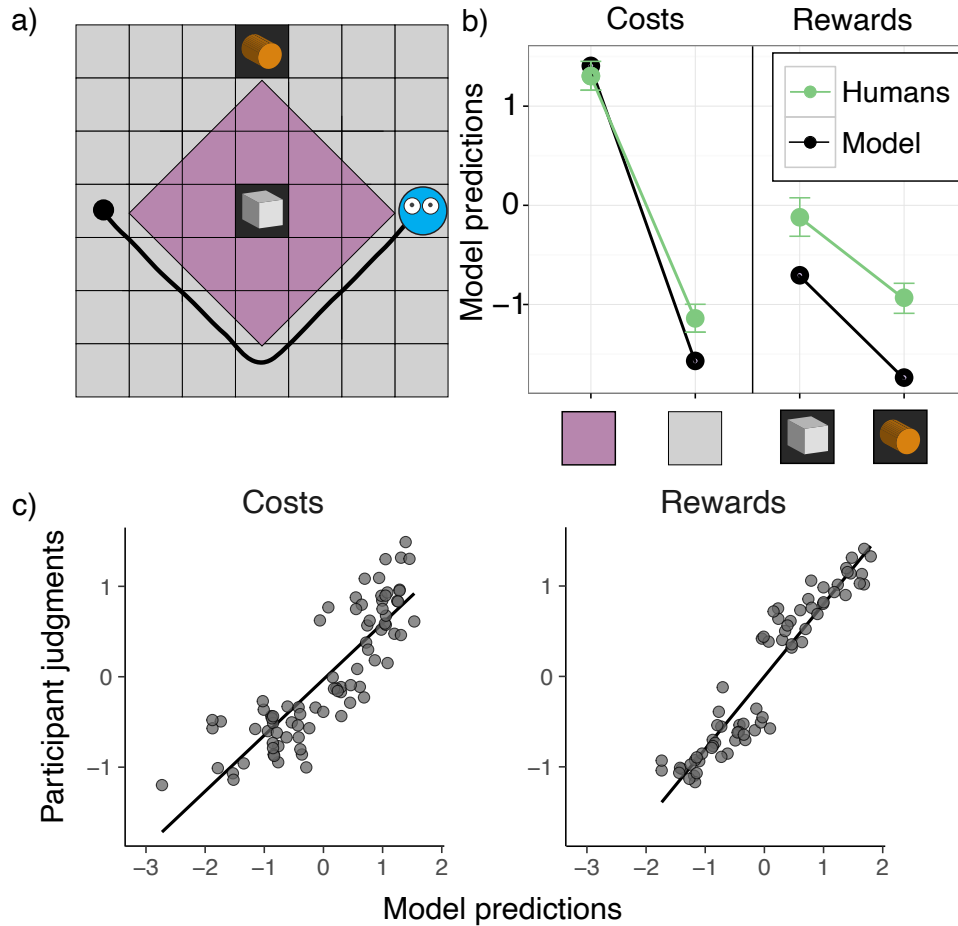 a)
b)
Costs
Rewards
Model predictions
1
0
−1
Humans
Model
c)
Costs
Rewards
Participant judgments
1
0
−1
−3
−2
−1
0
1
2
1
0
−1
−3
−2
−1
0
1
2
Model predictions